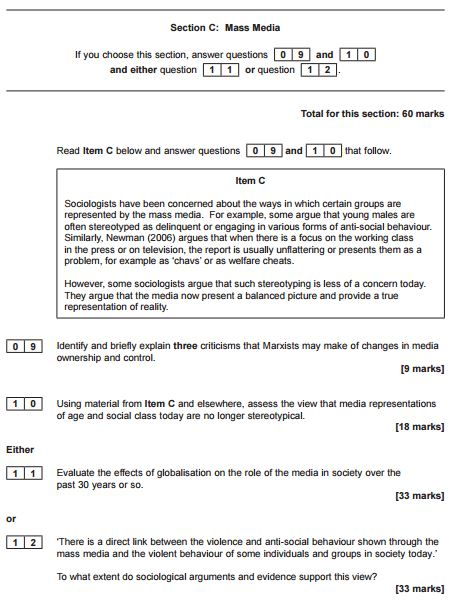 Section C: Mass Media
If you choose this section, answer questions 0 9 and 1 0
and either question 1 1 or question 1 2 .
Total for this section: 60 marks
Read Item C below and answer questions 0 9 and 1 0 that follow.
Item C
Sociologists have been concerned about the ways in which certain groups are
represented by the mass media. For example, some argue that young males are
often stereotyped as delinquent or engaging in various forms of anti-social behaviour.
Similarly, Newman (2006) argues that when there is a focus on the working class
in the press or on television, the report is usually unflattering or presents them as a
problem, for example as ‘chavs’ or as welfare cheats.
However, some sociologists argue that such stereotyping is less of a concern today.
They argue that the media now present a balanced picture and provide a true
representation of reality.
0 9 Identify and briefly explain three criticisms that Marxists may make of changes in media
ownership and control.
[9 marks]
1 0 Using material from Item C and elsewhere, assess the view that media representations
of age and social class today are no longer stereotypical.
[18 marks]
Either
1 1 Evaluate the effects of globalisation on the role of the media in society over the
past 30 years or so.
[33 marks]
or
1 2 ‘There is a direct link between the violence and anti-social behaviour shown through the
mass media and the violent behaviour of some individuals and groups in society today.’
To what extent do sociological arguments and evidence support this view?
[33 marks]